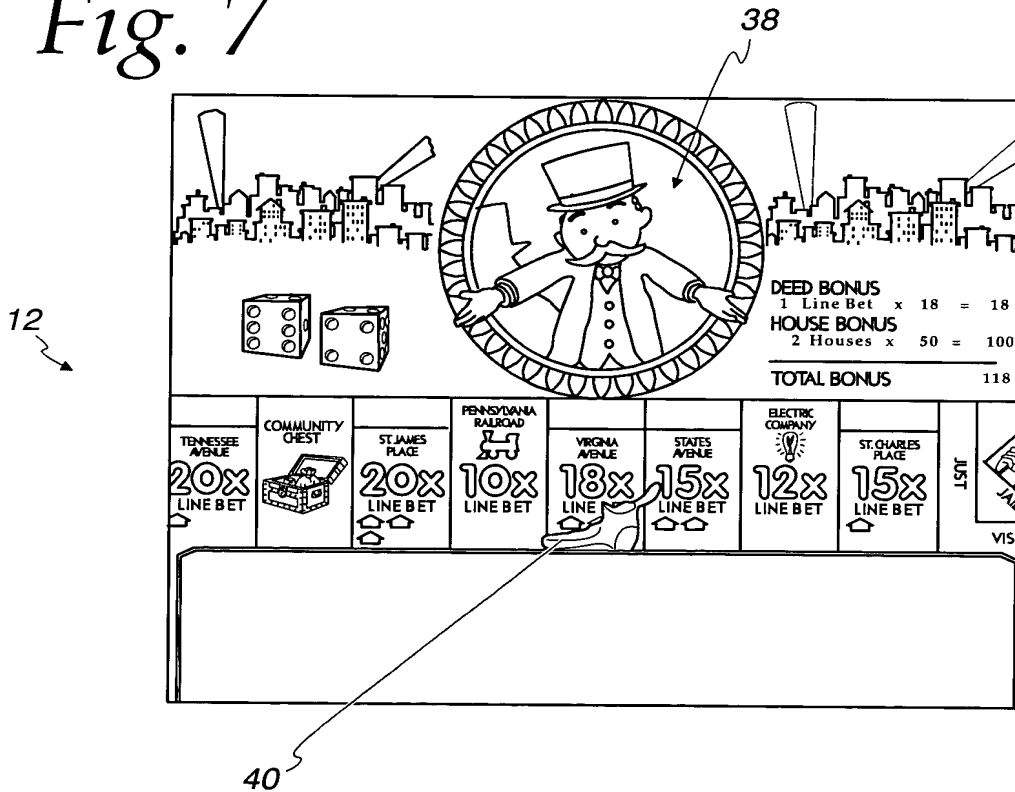 Fig. 7
38
12
DEED BONUS
1 Line Bet x 18 = 18
HOUSE BONUS
2 Houses x 50 = 100
TOTAL BONUS 118
TENNESSEE
AVENUE
20x
LINE BET
COMMUNITY
CHEST
ST. JAMES
PLACE
20x
LINE BET
PENNSYLVANIA
RAILROAD
10x
LINE BET
VIRGINIA
AVENUE
18x
LINE
STATES
AVENUE
15x
LINE BET
ELECTRIC
COMPANY
12x
LINE BET
ST. CHARLES
PLACE
15x
LINE BET
JUST
VIS
40